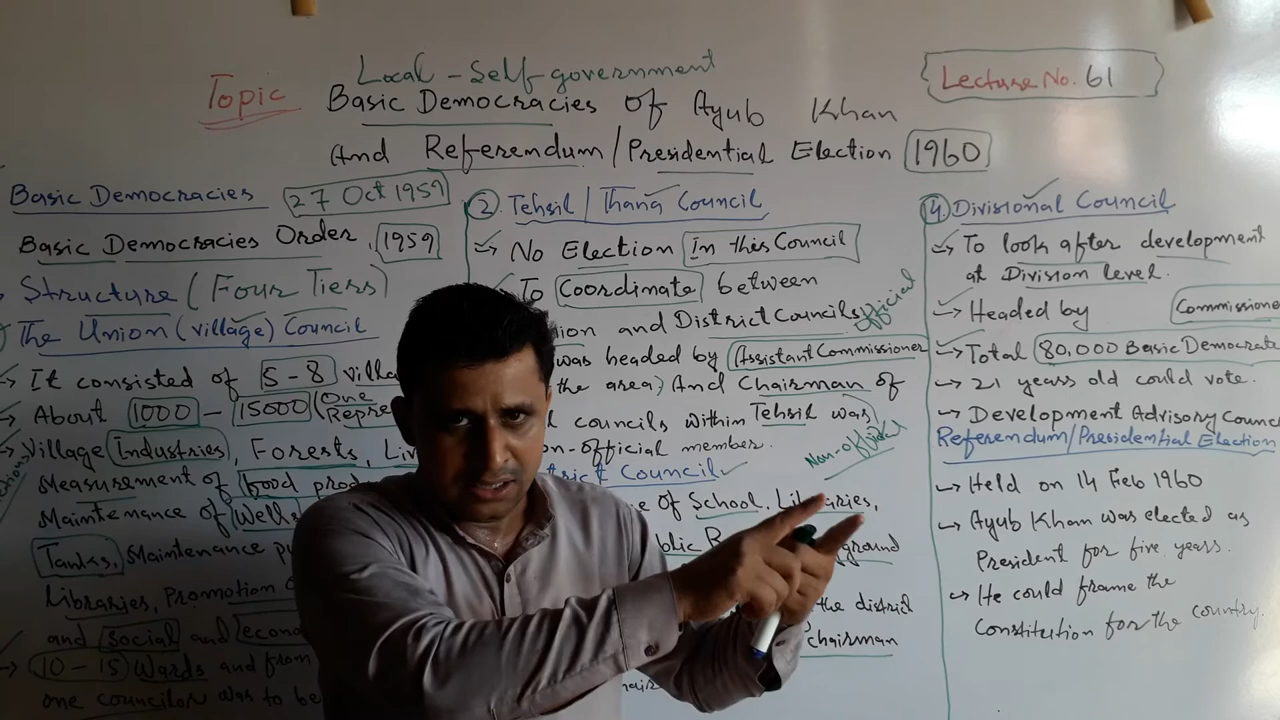 Local-Self-government
Topic
Basic Democracies of Ayub Khan
And Referendum/Presidential Election 1960
Lecture No. 61
Basic Democracies 27 Oct 1959
Basic Democracies Order, 1959
Structure (Four Tiers)
The Union (village) Council
It consisted of 5-8
About 1000 - 15000 (One
Village Industries, Forests,
Measurement of food
Maintenance of Wells
Tanks, Maintenance
Libraries, Promotion
and social and
10-15 Wards and from
one councilor was to be
2. Tehsil/Thana Council
No Election In this Council
To Coordinate between
and District Councils
official
was headed by Assistant Commissioner
the area; And Chairman of
councils within Tehsil was
member.
Non-official
Council
of School, Libraries,
the district
chairman
4. Divisional Council
To look after development
at Division level.
Headed by Commissione
Total 80,000 Basic Democrats
21 years old could vote.
Development Advisory Counc
Referendum/Presidential Election
Held on 14 Feb 1960
Ayub Khan was elected as
President for five years.
He could frame the
Constitution for the country.